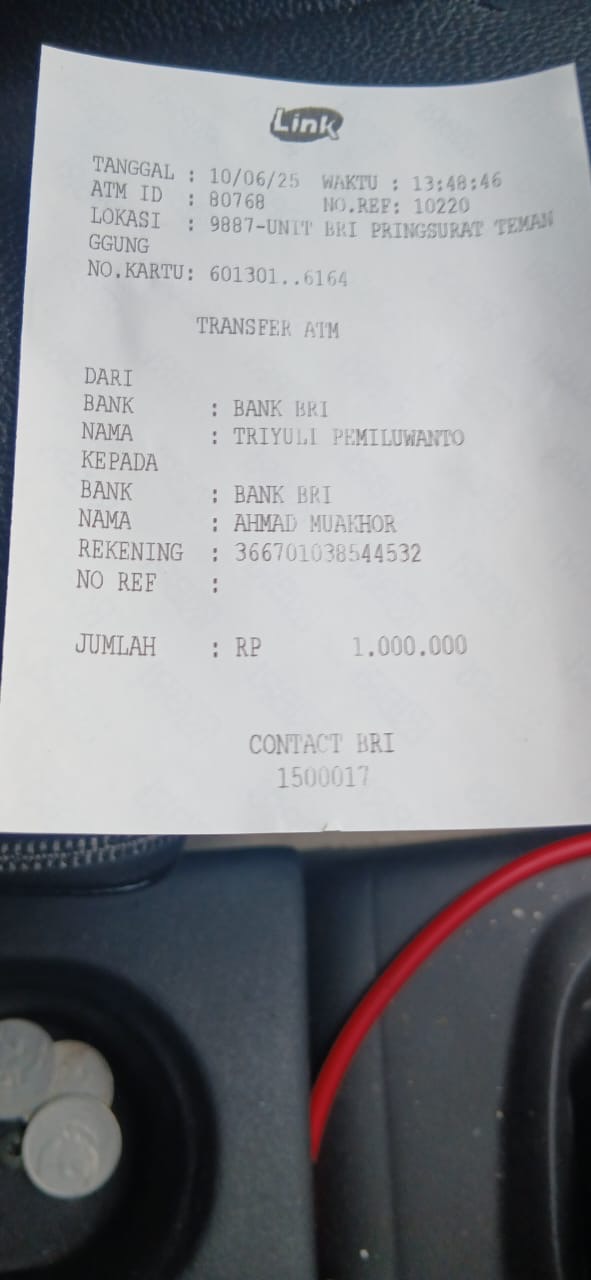 Link
TANGGAL : 10/06/25 WAKTU : 13:48:46
ATM ID : 80768 NO.REF: 10220
LOKASI : 9887-UNIT BRI PRINGSURAT TEMAN
GGUNG
NO.KARTU: 601301..6164
TRANSFER ATM
DARI
BANK : BANK BRI
NAMA : TRIYULI PEMILUWANTO
KEPADA
BANK : BANK BRI
NAMA : AHMAD MUAKHOR
REKENING : 366701038544532
NO REF :
JUMLAH : RP 1.000.000
CONTACT BRI
1500017